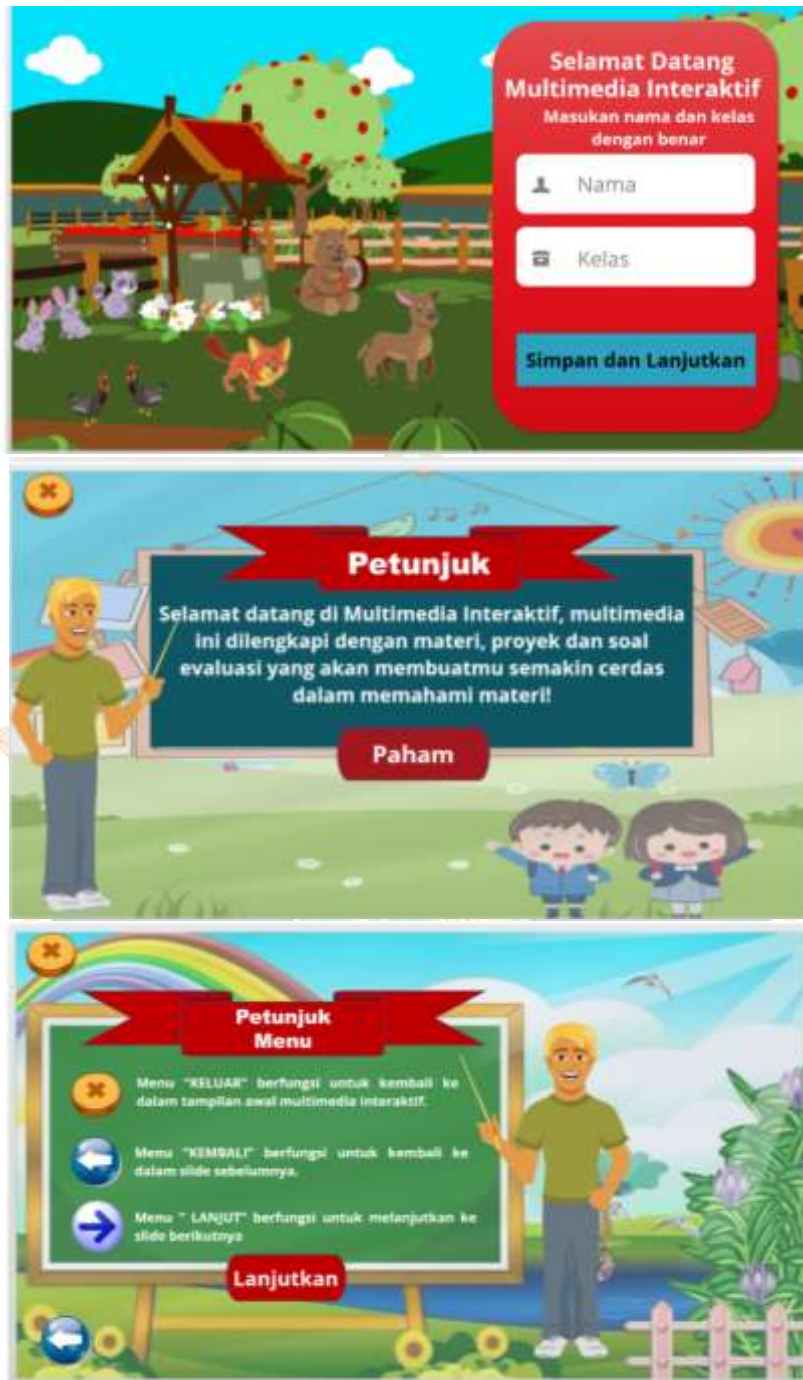 Selamat Datang
Multimedia Interaktif
Masukan nama dan kelas
dengan benar
Nama
Kelas
Simpan dan Lanjutkan
Petunjuk
Selamat datang di Multimedia Interaktif, multimedia
ini dilengkapi dengan materi, proyek dan soal
evaluasi yang akan membuatmu semakin cerdas
dalam memahami materi!
Paham
Petunjuk
Menu
Menu "KELUAR" berfungsi untuk kembali ke
dalam tampilan awal multimedia interaktif.
Menu "KEMBALI" berfungsi untuk kembali ke
dalam slide sebelumnya.
Menu " LANJUT" berfungsi untuk melanjutkan ke
slide berikutnya
Lanjutkan